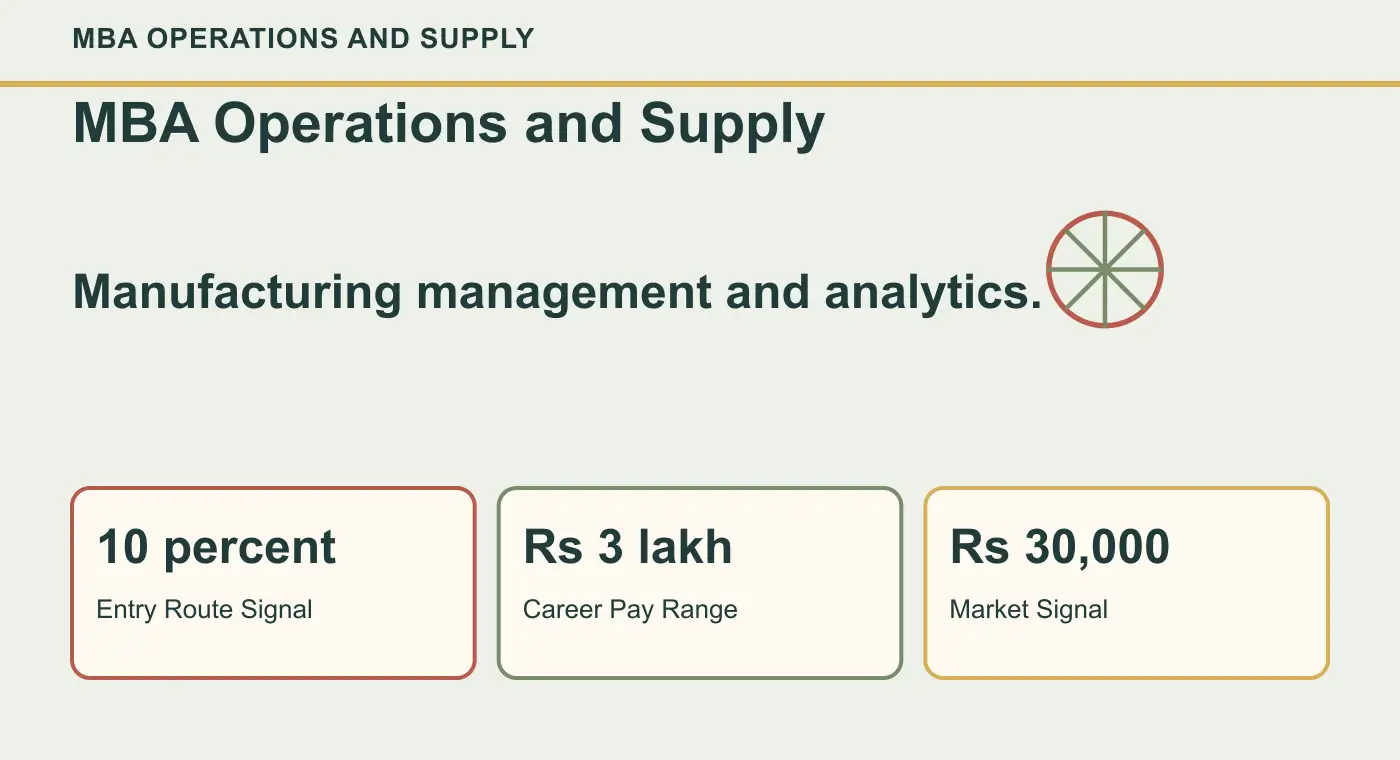 MBA OPERATIONS AND SUPPLY
MBA Operations and Supply
Manufacturing management and analytics.
10 percent
Entry Route Signal
Rs 3 lakh
Career Pay Range
Rs 30,000
Market Signal